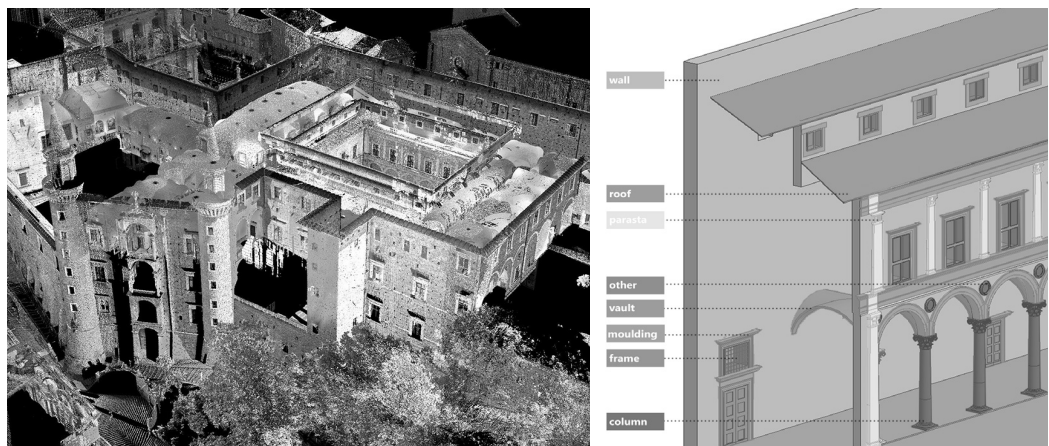 wall
roof
parasta
other
vault
moulding
frame
column